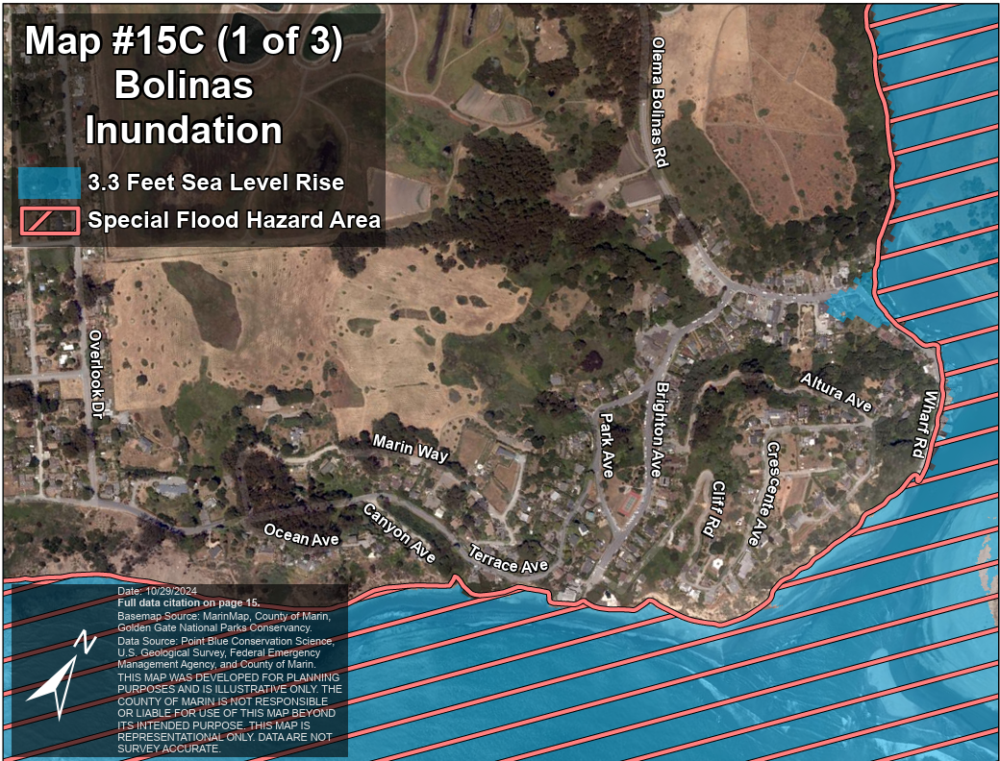 Map #15C (1 of 3)
Bolinas
Inundation
3.3 Feet Sea Level Rise
Special Flood Hazard Area
Olema Bolinas Rd
Overlook Dr
Altura Ave
Wharf Rd
Brighton Ave
Park Ave
Marin Way
Crescente Ave
Cliff Rd
Canyon Ave
Ocean Ave
Terrace Ave
N
Date: 10/29/2024
Full data citation on page 15.
Basemap Source: MarinMap, County of Marin,
Golden Gate National Parks Conservancy.
Data Source: Point Blue Conservation Science,
U.S. Geological Survey, Federal Emergency
Management Agency, and County of Marin.
THIS MAP WAS DEVELOPED FOR PLANNING
PURPOSES AND IS ILLUSTRATIVE ONLY. THE
COUNTY OF MARIN IS NOT RESPONSIBLE
OR LIABLE FOR USE OF THIS MAP BEYOND
ITS INTENDED PURPOSE. THIS MAP IS
REPRESENTATIONAL ONLY. DATA ARE NOT
SURVEY ACCURATE.